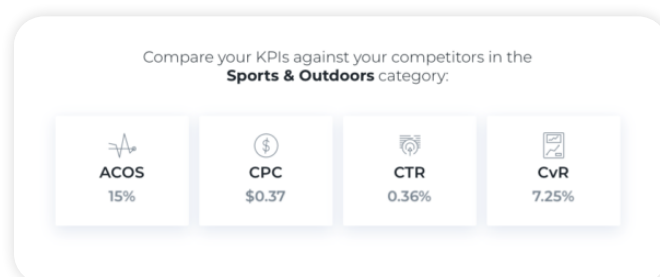 Compare your KPIs against your competitors in the
Sports & Outdoors category:
ACOS
15%
CPC
$0.37
CTR
0.36%
CvR
7.25%